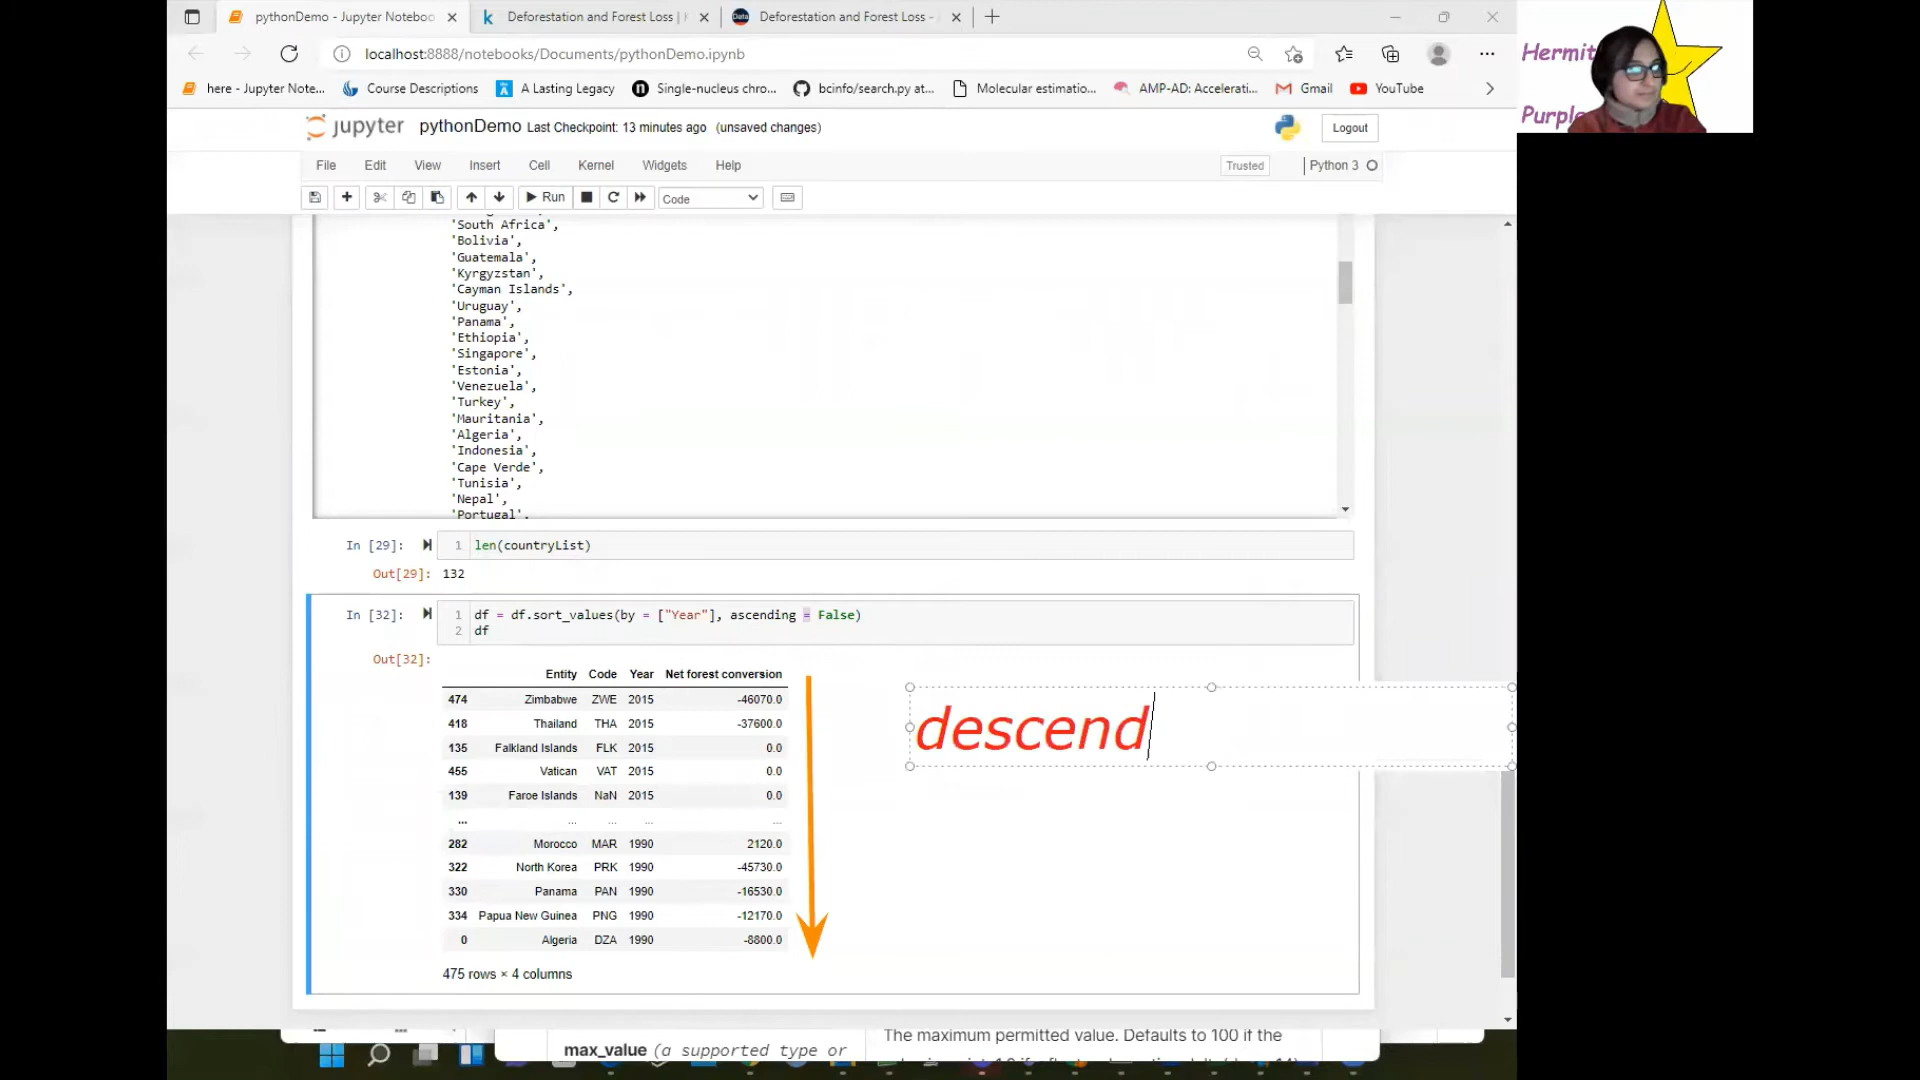 pythonDemo - Jupyter Noteboo
Deforestation and Forest Loss |
Deforestation and Forest Loss -
localhost:8888/notebooks/Documents/pythonDemo.ipynb
here - Jupyter Note...
Course Descriptions
A Lasting Legacy
Single-nucleus chro...
bcinfo/search.py at...
Molecular estimatio...
AMP-AD: Accelerati...
Gmail
YouTube
Hermit
Purple
jupyter pythonDemo Last Checkpoint: 13 minutes ago (unsaved changes)
Logout
File Edit View Insert Cell Kernel Widgets Help
Trusted
Python 3
Run
Code
'South Africa',
'Bolivia',
'Guatemala',
'Kyrgyzstan',
'Cayman Islands',
'Uruguay',
'Panama',
'Ethiopia',
'Singapore',
'Estonia',
'Venezuela',
'Turkey',
'Mauritania',
'Algeria',
'Indonesia',
'Cape Verde',
'Tunisia',
'Nepal',
'Portugal',
In [29]: 1 len(countryList)
Out[29]: 132
In [32]: 1 df = df.sort_values(by = ["Year"], ascending = False)
2 df
Out[32]:
Entity Code Year Net forest conversion
474 Zimbabwe ZWE 2015 -46070.0
418 Thailand THA 2015 -37600.0
135 Falkland Islands FLK 2015 0.0
455 Vatican VAT 2015 0.0
139 Faroe Islands NaN 2015 0.0
... ... ... ... ...
282 Morocco MAR 1990 2120.0
322 North Korea PRK 1990 -45730.0
330 Panama PAN 1990 -16530.0
334 Papua New Guinea PNG 1990 -12170.0
0 Algeria DZA 1990 -8800.0
475 rows × 4 columns
descend
The maximum permitted value. Defaults to 100 if the
max_value (a supported type or